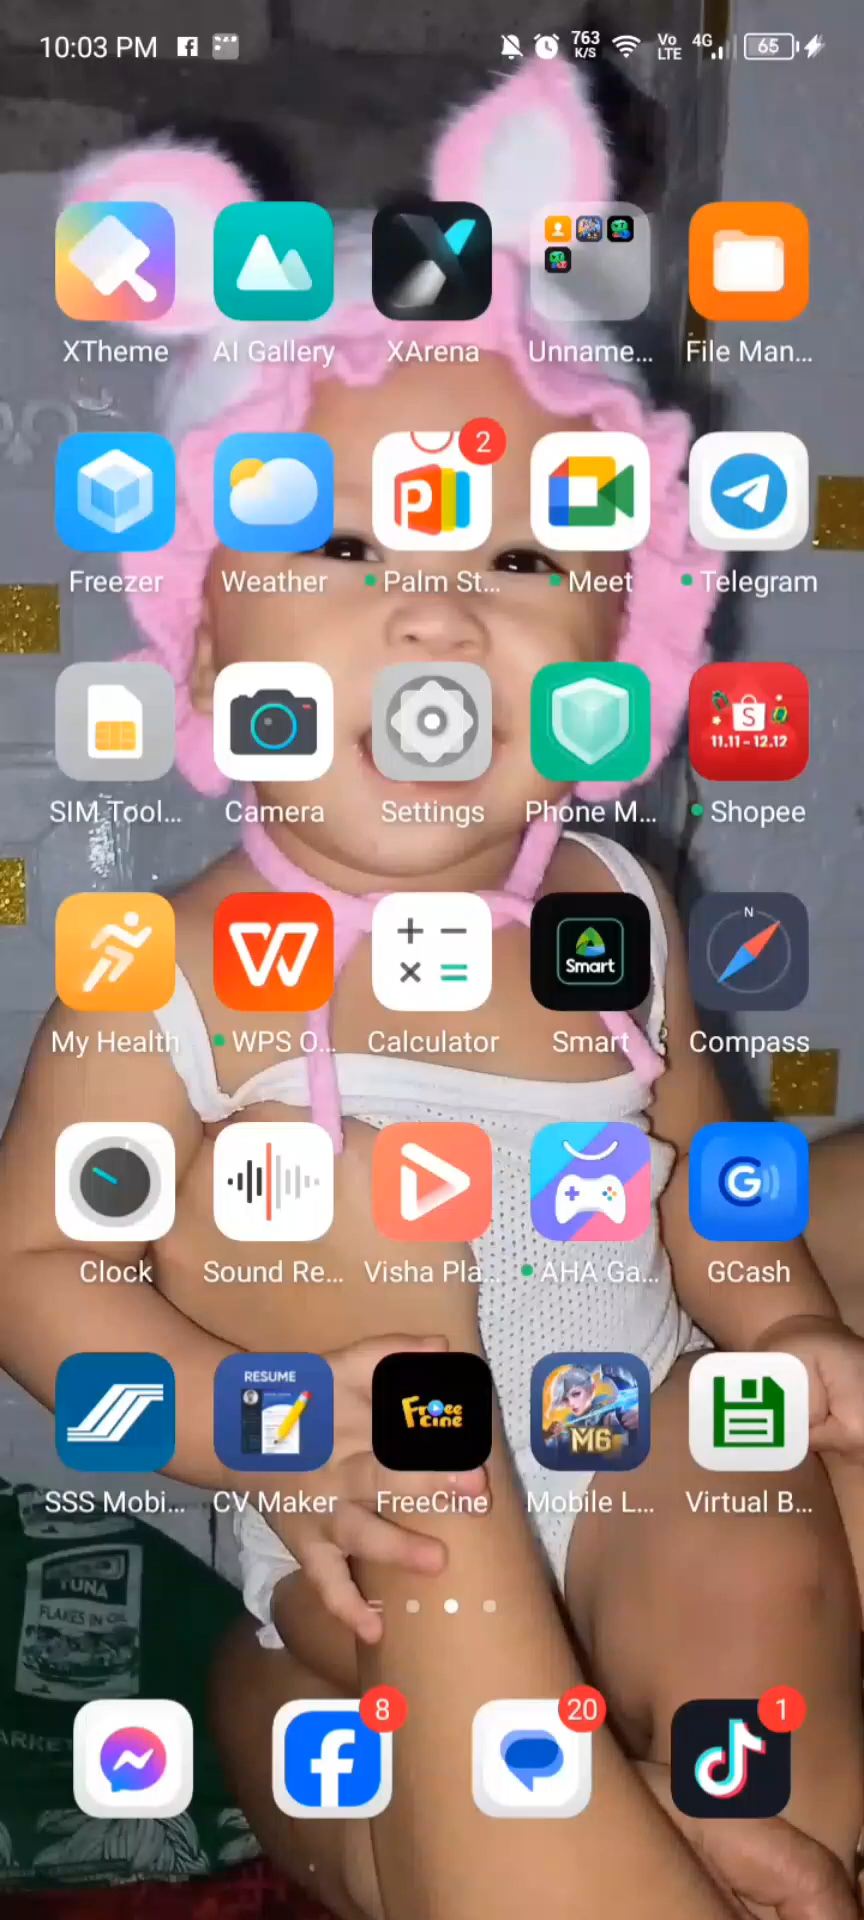 10:03 PM 763 K/S Vo LTE 4G 65
XTheme AI Gallery XArena Unname... File Man...
2
Freezer Weather Palm St... Meet Telegram
11.11 - 12.12
SIM Tool... Camera Settings Phone M... Shopee
Smart N
My Health WPS O... Calculator Smart Compass
Clock Sound Re... Visha Pla... AHA Ga... GCash
RESUME
FreeCine M6
SSS Mobi... CV Maker FreeCine Mobile L... Virtual B...
TUNA
FLAKES IN OIL
8 20 1